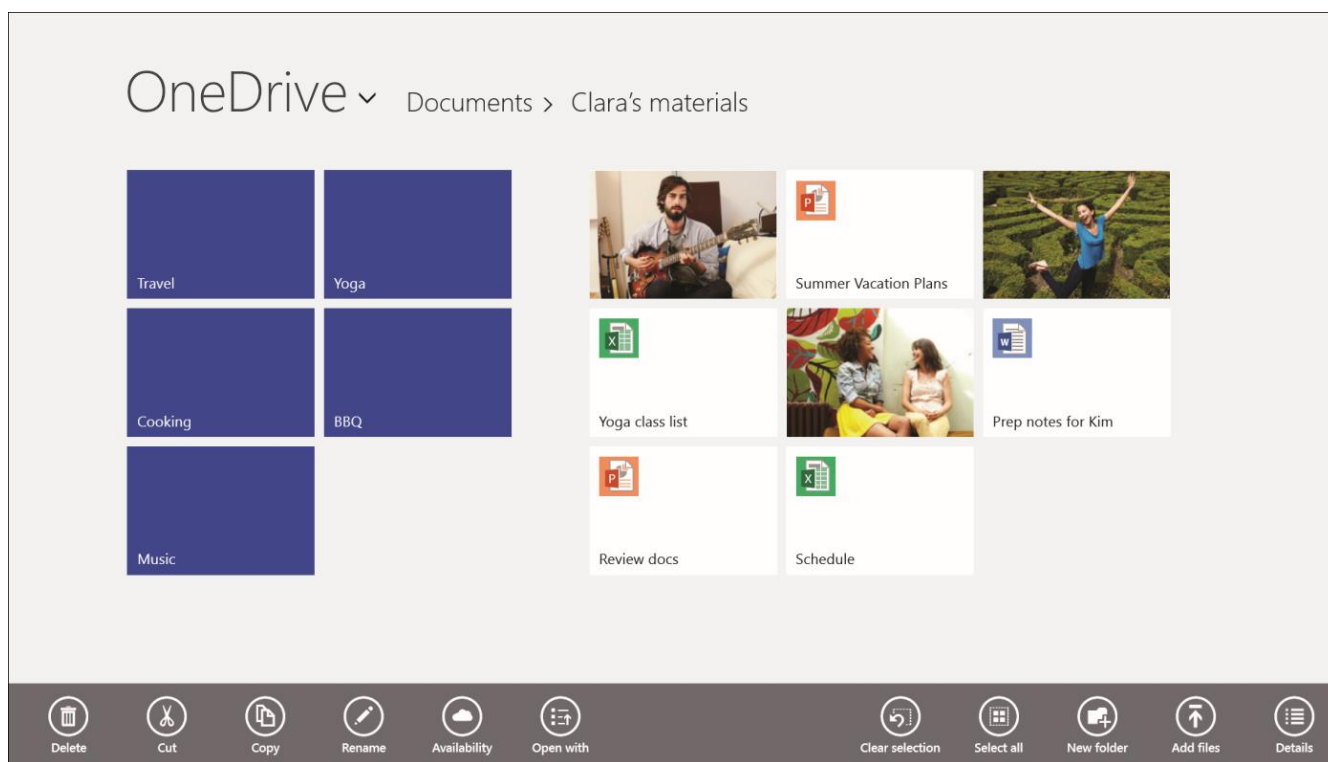 OneDrive Documents > Clara's materials
Travel
Yoga
Summer Vacation Plans
Cooking
BBQ
Yoga class list
Prep notes for Kim
Music
Review docs
Schedule
Delete
Cut
Copy
Rename
Availability
Open with
Clear selection
Select all
New folder
Add files
Details